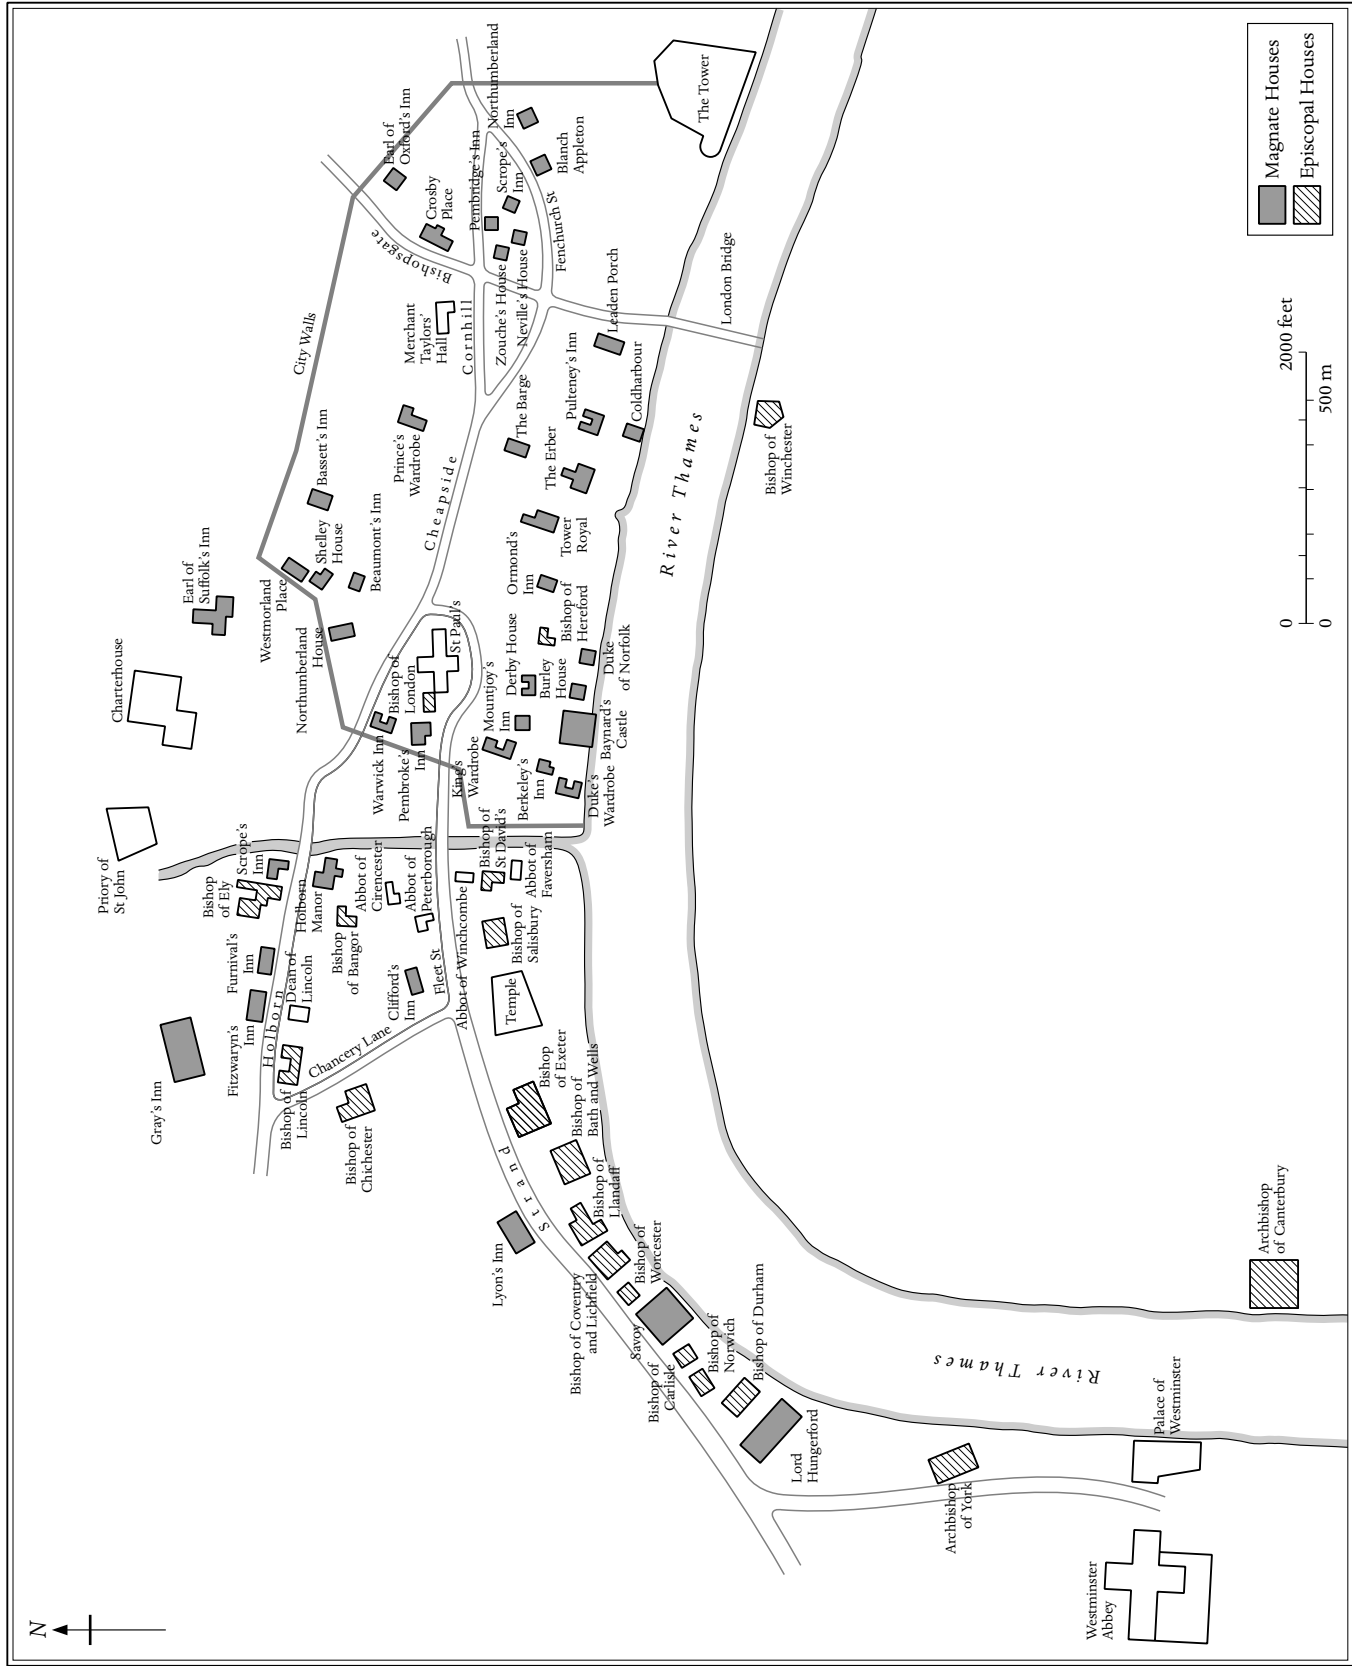 N
Charterhouse
Priory of
St John
Gray's Inn
Earl of
Suffolk's Inn
City Walls
Westmorland
Place
Bassett's Inn
Shelley
House
Beaumont's Inn
Northumberland
House
Earl of
Oxford's Inn
Crosby
Place
Bishopsgate
Merchant
Taylors'
Hall
Cornhill
Prince's
Wardrobe
Cheapside
Northumberland
Inn
Pembridge's Inn
Scrope's
Inn
Blanch
Appleton
Fenchurch St
Zouche's House
Neville's House
The Tower
London Bridge
Leaden Porch
Pulteney's Inn
Coldharbour
The Barge
The Erber
Tower
Royal
Ormond's
Inn
Bishop of
Hereford
St Paul's
Bishop of
London
Warwick Inn
Pembroke's
Inn
King's
Wardrobe
Mountjoy's
Inn
Derby House
Burley
House
Duke
of Norfolk
Baynard's
Castle
Berkeley's
Inn
Duke's
Wardrobe
Bishop
of Ely
Scrope's
Inn
Furnival's
Inn
Fitzwaryn's
Inn
Holborn
Dean of
Lincoln
Bishop of
Lincoln
Holborn
Manor
Bishop
of Bangor
Abbot of
Cirencester
Abbot of
Peterborough
Clifford's
Inn
Fleet St
Chancery Lane
Bishop of
Chichester
Abbot of Winchcombe
Bishop of
St David's
Abbot of
Faversham
Bishop of
Salisbury
Temple
Bishop
of Exeter
Bishop of
Bath and Wells
Strand
Lyon's Inn
Bishop of
Llandaff
Bishop of Coventry
and Lichfield
Bishop of
Worcester
Savoy
Bishop of
Carlisle
Bishop of
Norwich
Bishop of Durham
Lord
Hungerford
River Thames
Bishop of
Winchester
River Thames
Archbishop
of York
Archbishop
of Canterbury
Palace of
Westminster
Westminster
Abbey
0 2000 feet
0 500 m
Magnate Houses
Episcopal Houses